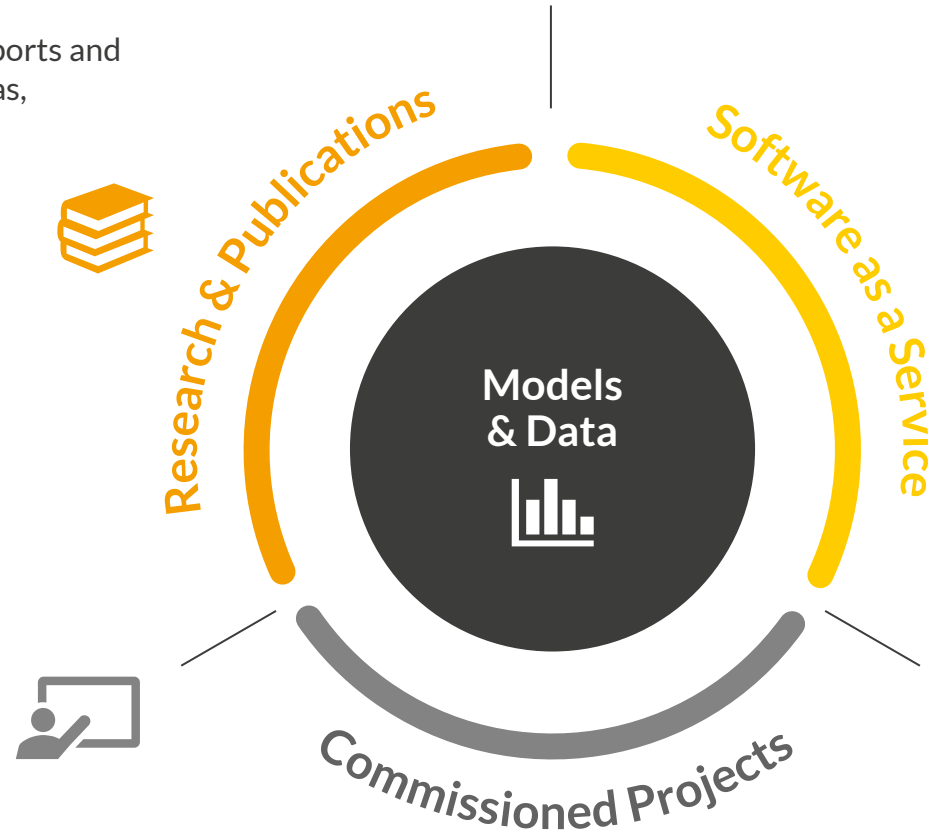 ports and
as,
Research & Publications
Software as a Service
Models
& Data
Commissioned Projects